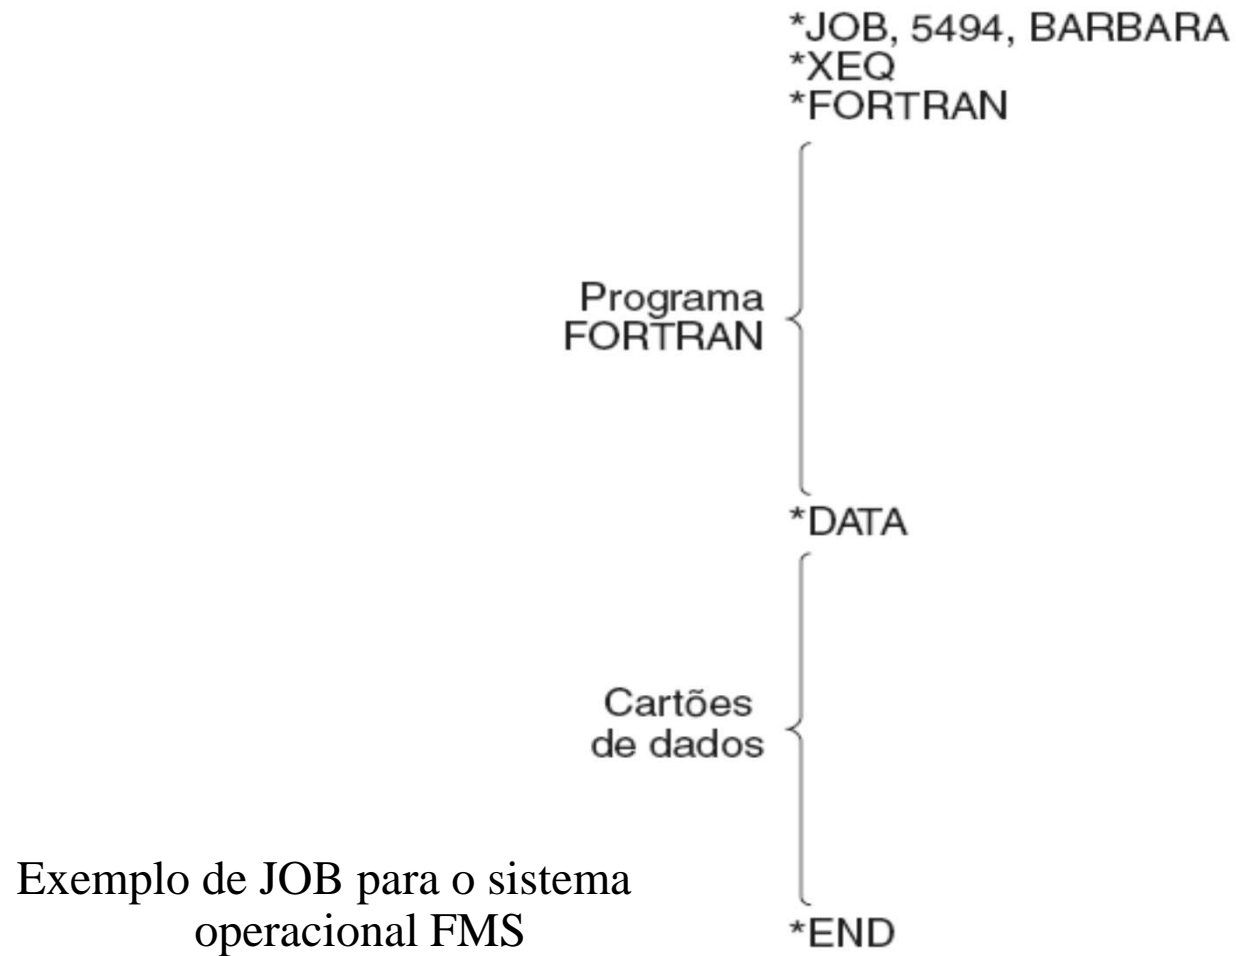 *JOB, 5494, BARBARA
*XEQ
*FORTRAN
Programa
FORTRAN
*DATA
Cartões
de dados
Exemplo de JOB para o sistema
operacional FMS
*END